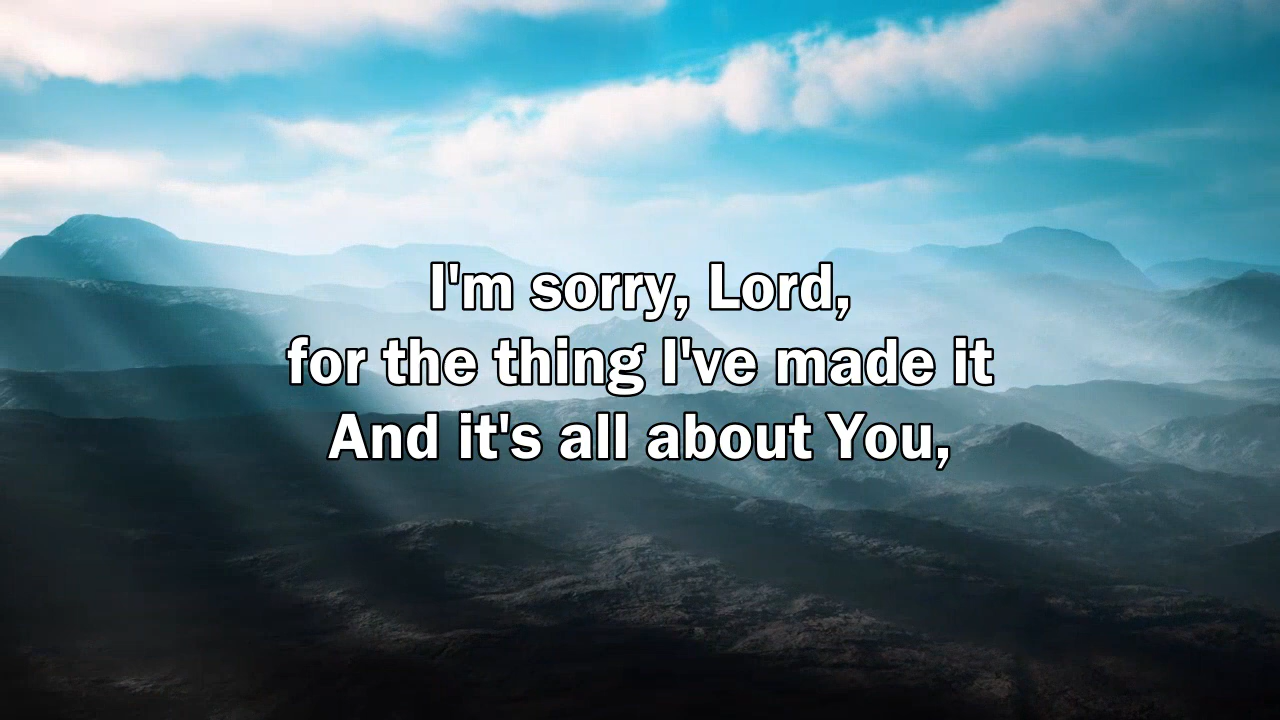 I'm sorry, Lord,
for the thing I've made it
And it's all about You,